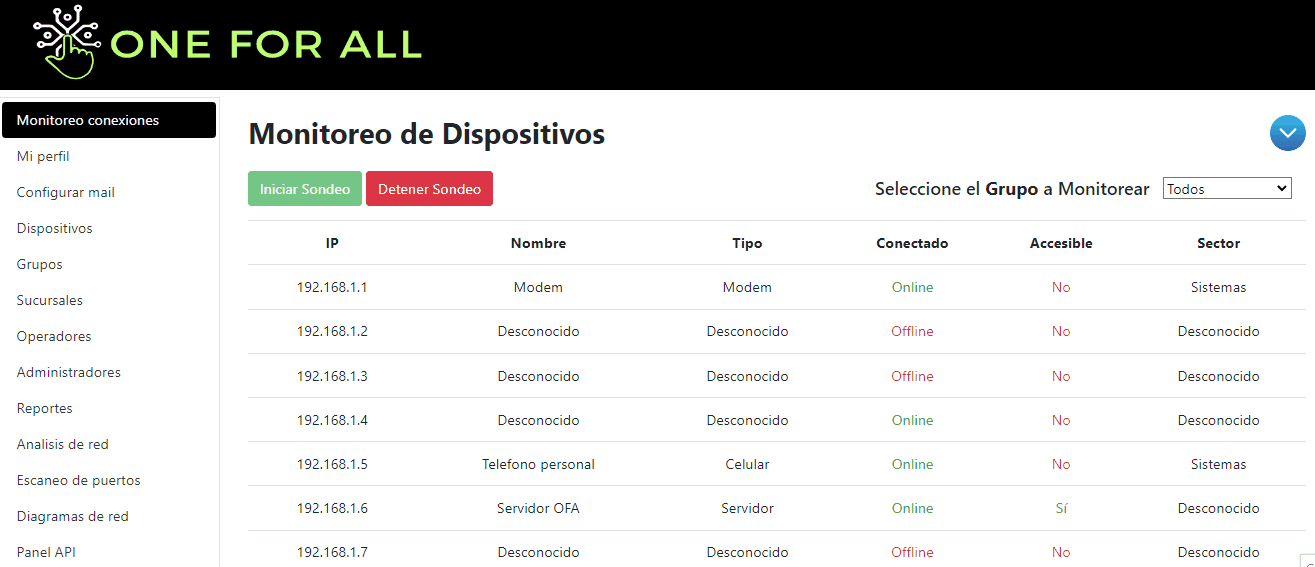 ONE FOR ALL
Monitoreo conexiones
Mi perfil
Configurar mail
Dispositivos
Grupos
Sucursales
Operadores
Administradores
Reportes
Analisis de red
Escaneo de puertos
Diagramas de red
Panel API
Monitoreo de Dispositivos
Iniciar Sondeo Detener Sondeo Seleccione el Grupo a Monitorear Todos
IP Nombre Tipo Conectado Accesible Sector
192.168.1.1 Modem Modem Online No Sistemas
192.168.1.2 Desconocido Desconocido Offline No Desconocido
192.168.1.3 Desconocido Desconocido Offline No Desconocido
192.168.1.4 Desconocido Desconocido Online No Desconocido
192.168.1.5 Telefono personal Celular Online No Sistemas
192.168.1.6 Servidor OFA Servidor Online Sí Desconocido
192.168.1.7 Desconocido Desconocido Offline No Desconocido